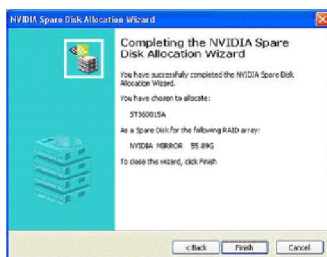 NVIDIA Spare Disk Allocation Wizard
Completing the NVIDIA Spare
Disk Allocation Wizard
You have successfully completed the NVIDIA Spare Disk
Allocation Wizard.
You have chosen to allocate:
ST360015A
As a Spare Disk for the following RAID array:
NVIDIA MIRROR 55.89G
To close this wizard, click Finish
< Back
Finish
Cancel